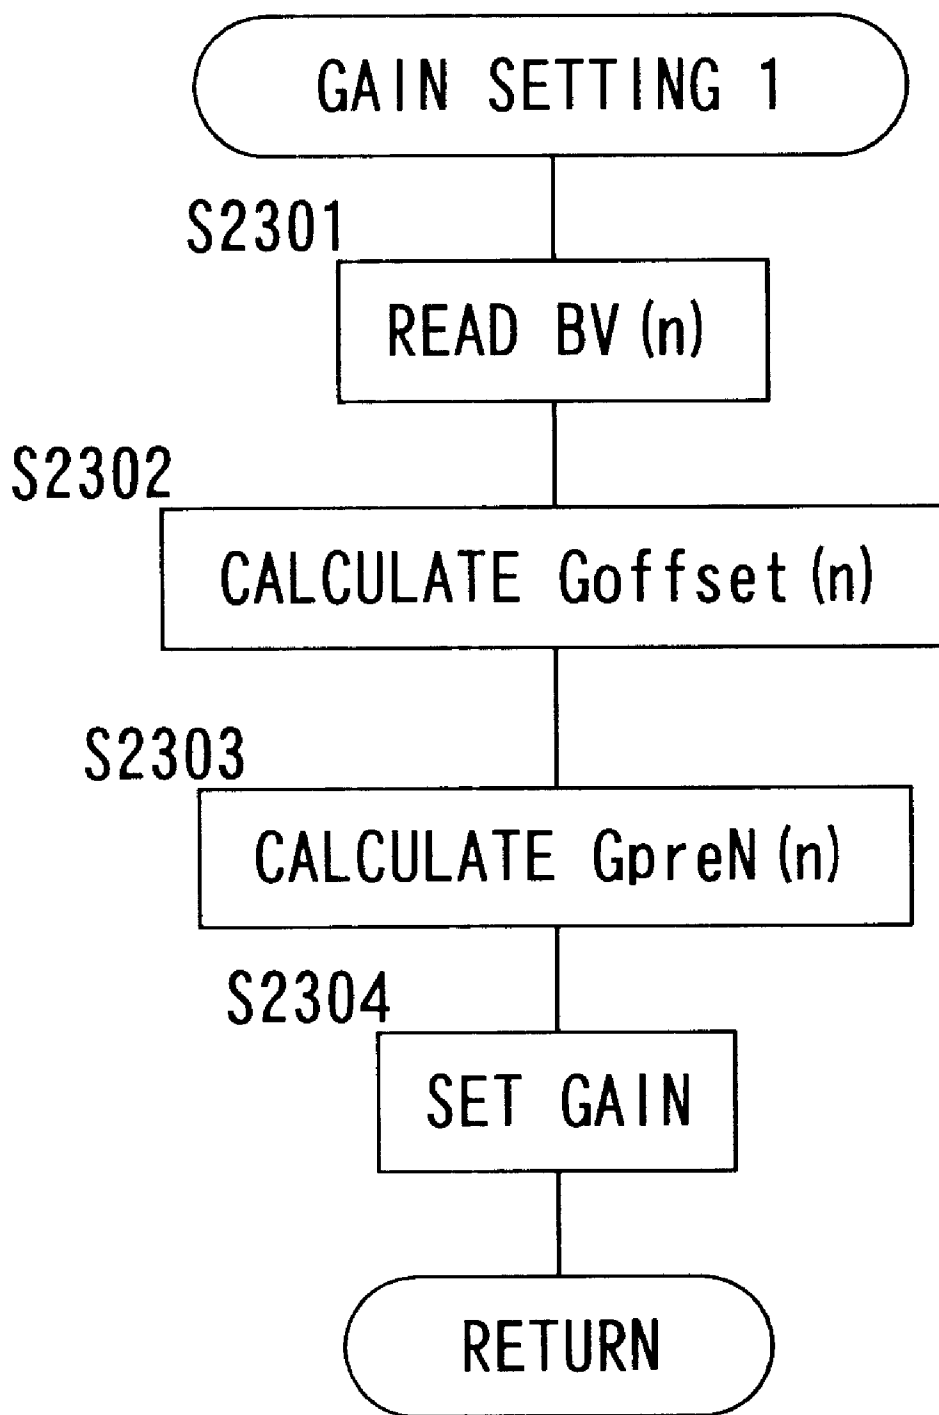 GAIN SETTING 1
S2301
READ BV(n)
S2302
CALCULATE Goffset(n)
S2303
CALCULATE GpreN(n)
S2304
SET GAIN
RETURN